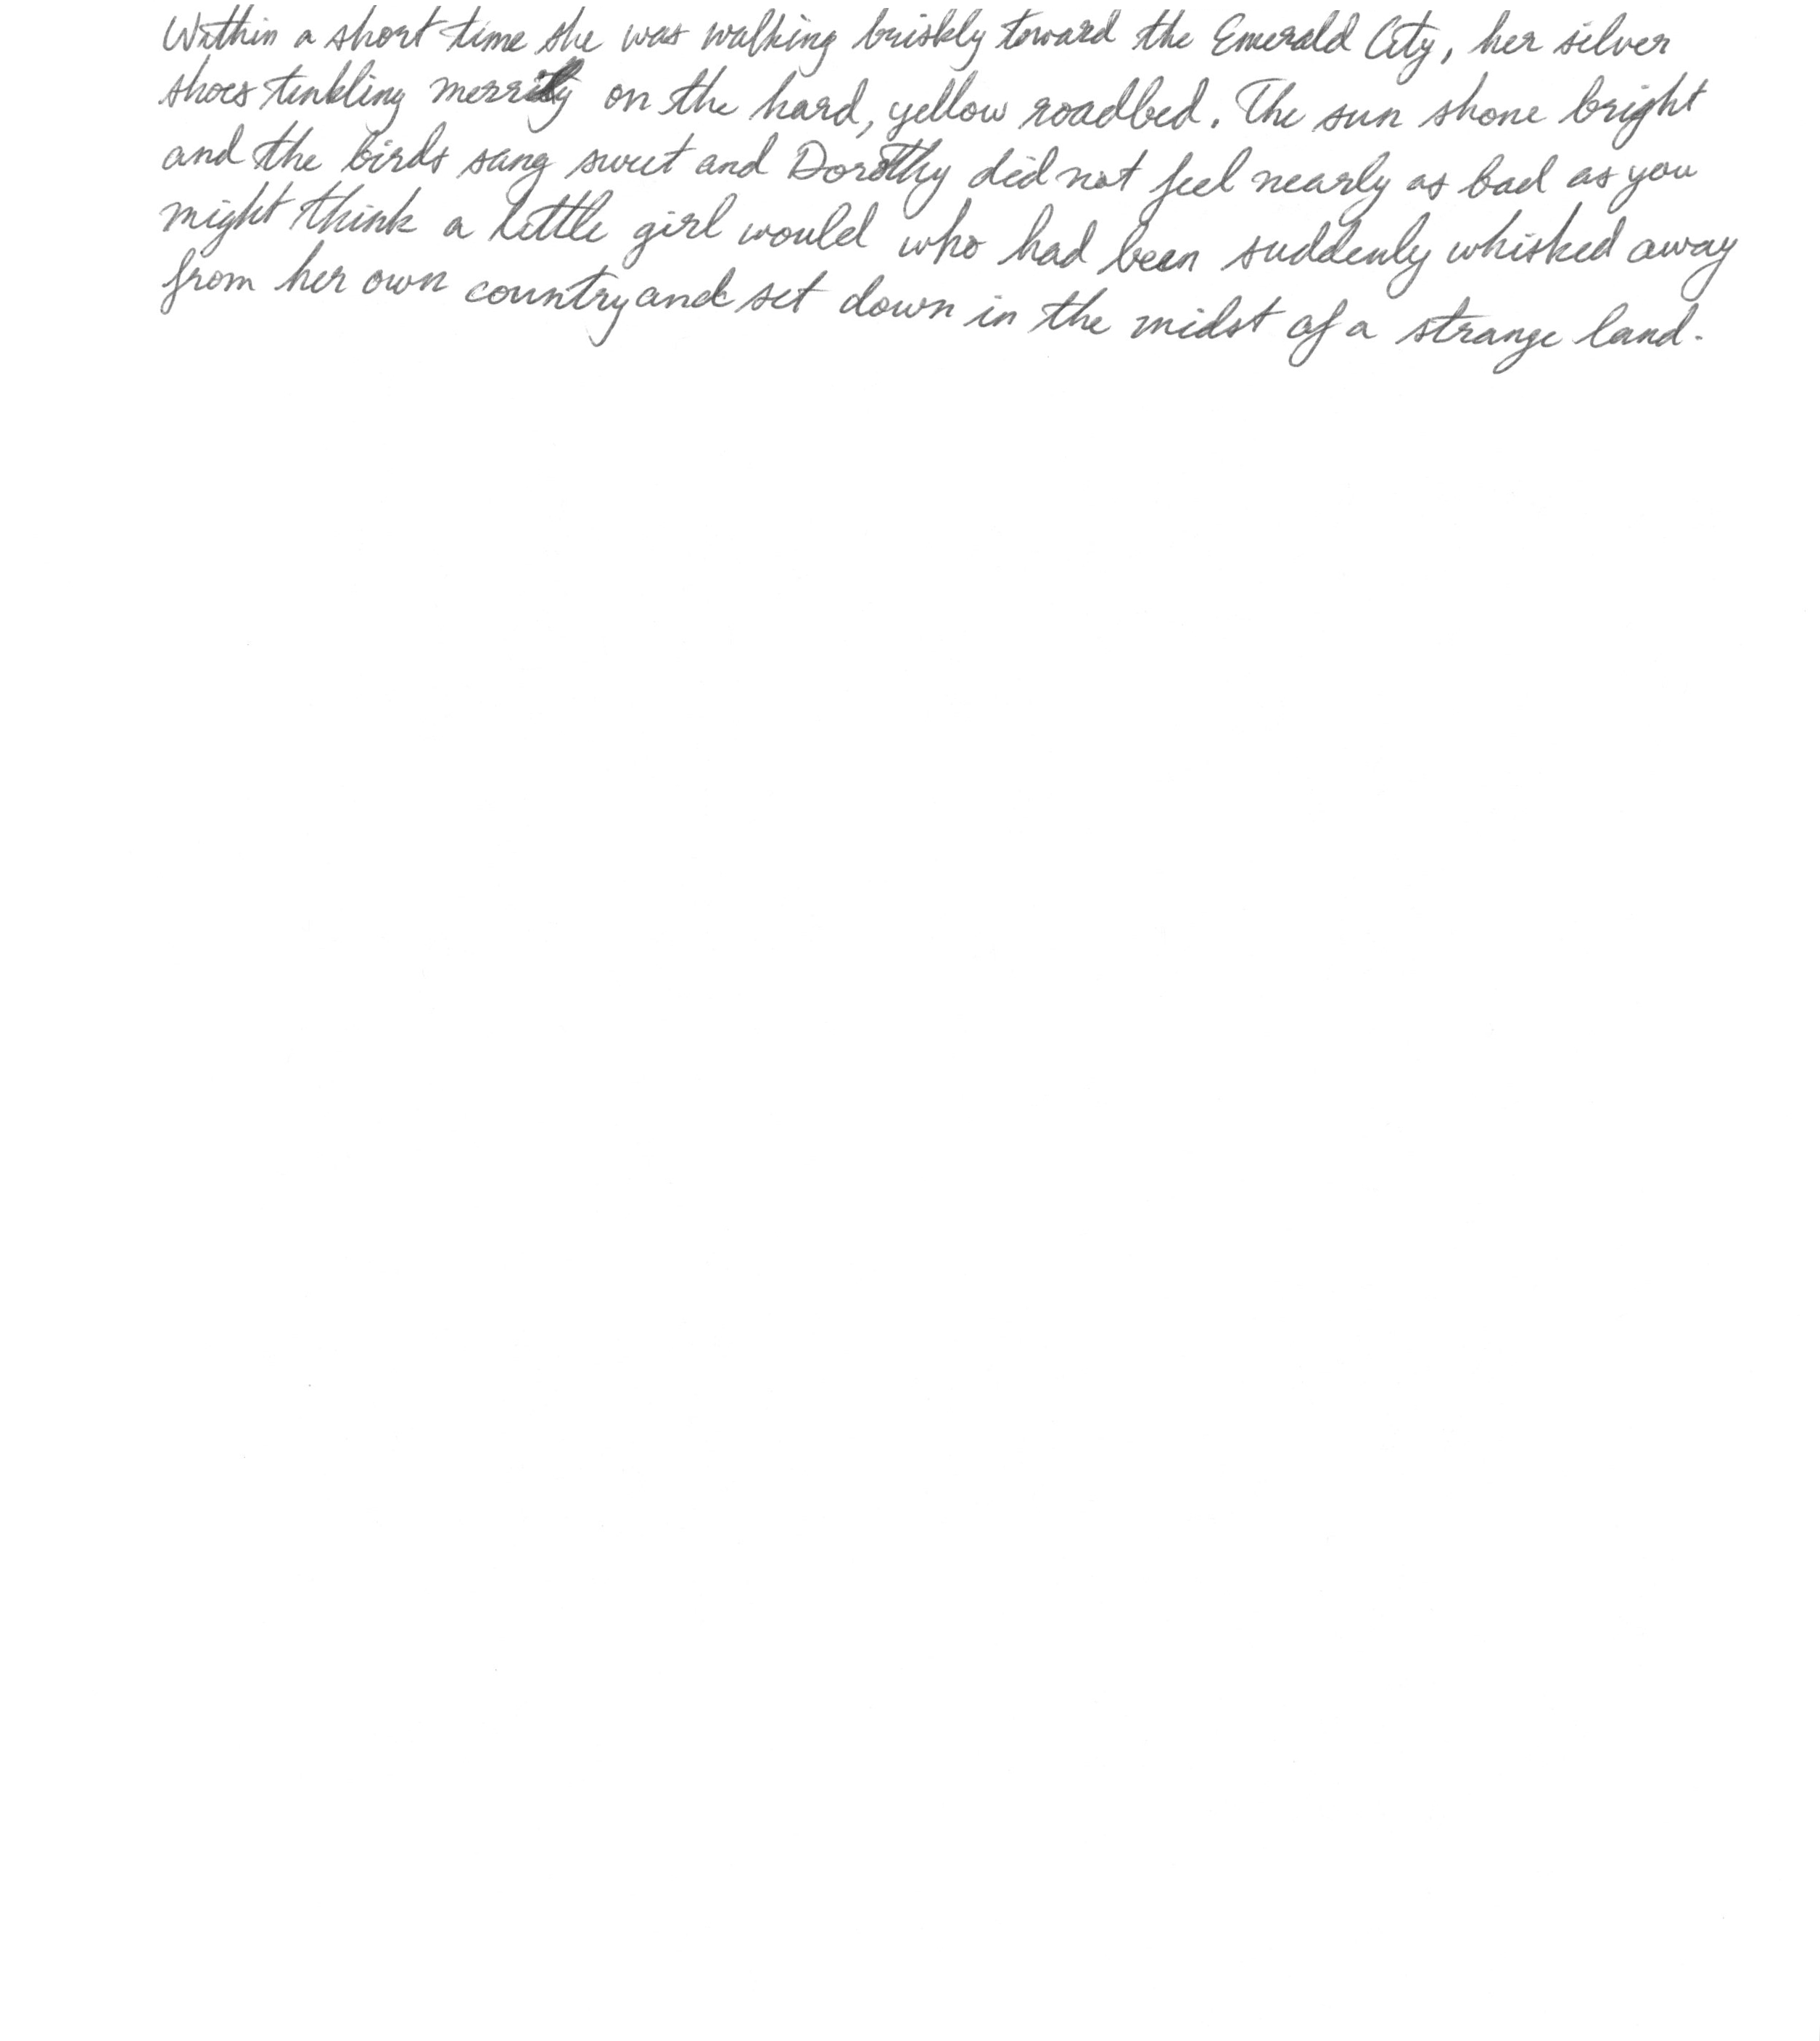 Within a short time she was walking briskly toward the Emerald City, her silver
shoes tinkling merrily on the hard, yellow roadbed. The sun shone bright
and the birds sang sweet and Dorothy did not feel nearly as bad as you
might think a little girl would who had been suddenly whisked away
from her own country and set down in the midst of a strange land.